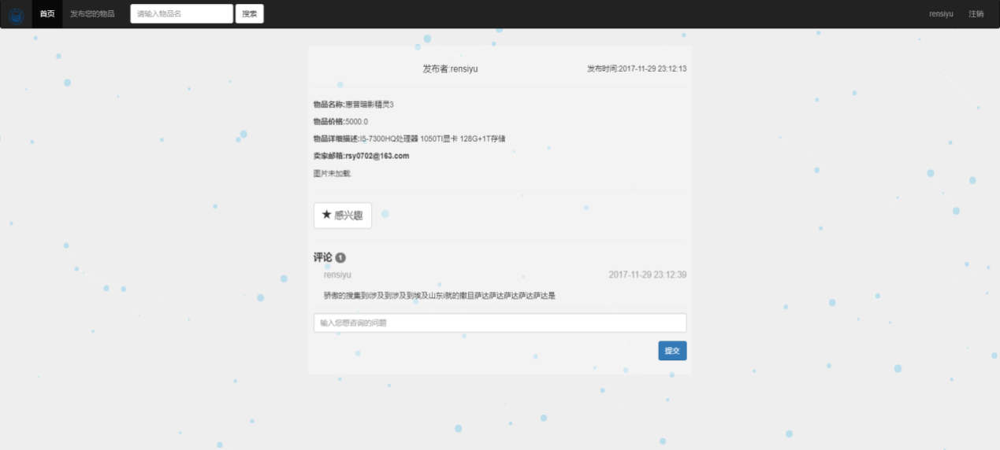 首页 发布您的物品 请输入物品名 搜索 rensiyu 注销
发布者:rensiyu 发布时间:2017-11-29 23:12:13
物品名称:惠普暗影精灵3
物品价格:5000.0
物品详细描述:I5-7300HQ处理器 1050TI显卡 128G+1T存储
卖家邮箱:rsy0702@163.com
图片未加载.
★ 感兴趣
评论 1
rensiyu 2017-11-29 23:12:39
骄傲的搜集到i涉及到涉及到埃及山东i就的撒且萨达萨达萨达萨达萨达是
输入您想咨询的问题
提交